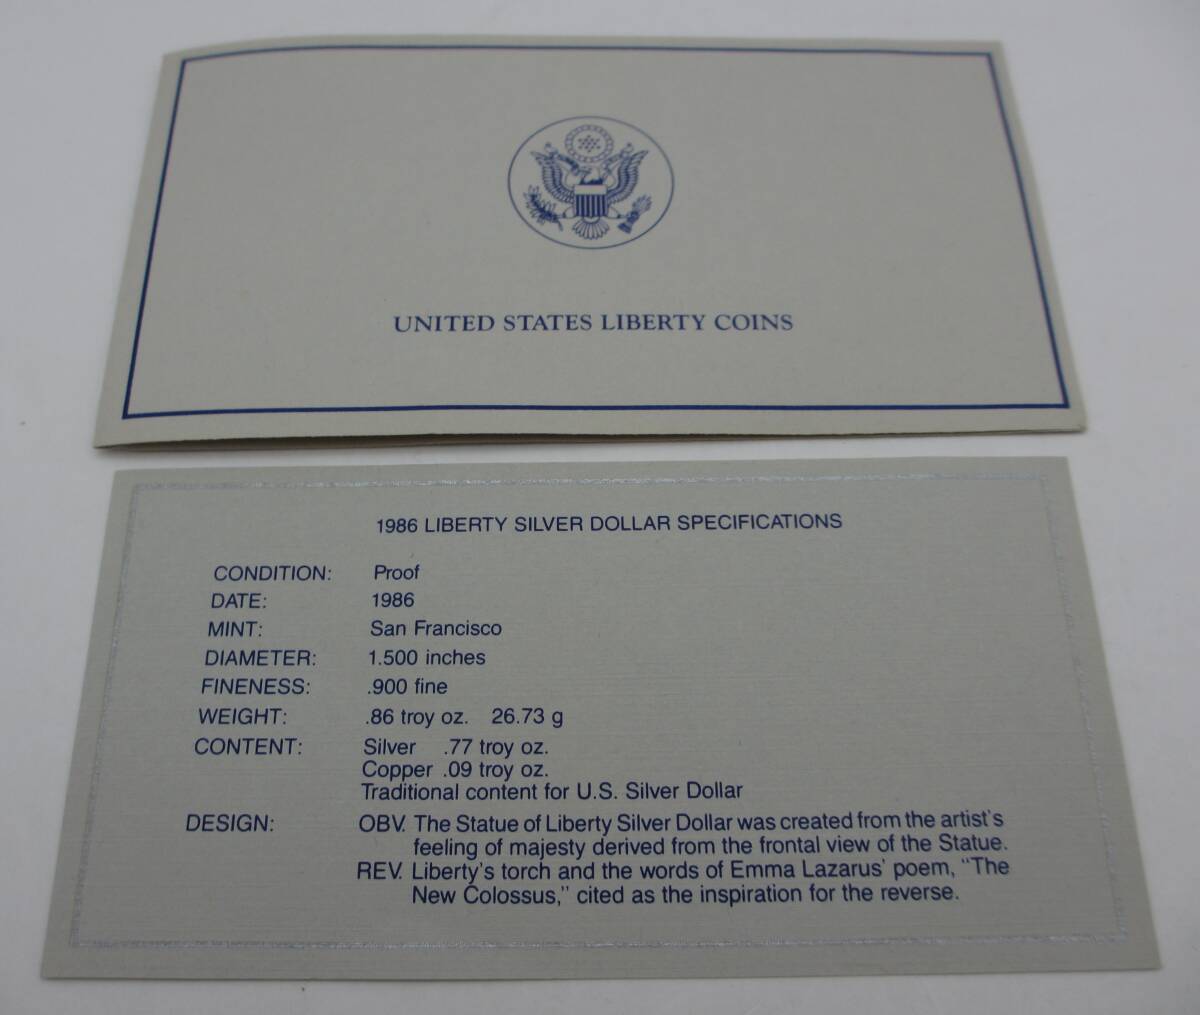 UNITED STATES LIBERTY COINS
1986 LIBERTY SILVER DOLLAR SPECIFICATIONS
CONDITION: Proof
DATE: 1986
MINT: San Francisco
DIAMETER: 1.500 inches
FINENESS: .900 fine
WEIGHT: .86 troy oz. 26.73 g
CONTENT: Silver .77 troy oz.
Copper .09 troy oz.
Traditional content for U.S. Silver Dollar
DESIGN: OBV. The Statue of Liberty Silver Dollar was created from the artist's
feeling of majesty derived from the frontal view of the Statue.
REV. Liberty's torch and the words of Emma Lazarus' poem, "The
New Colossus," cited as the inspiration for the reverse.